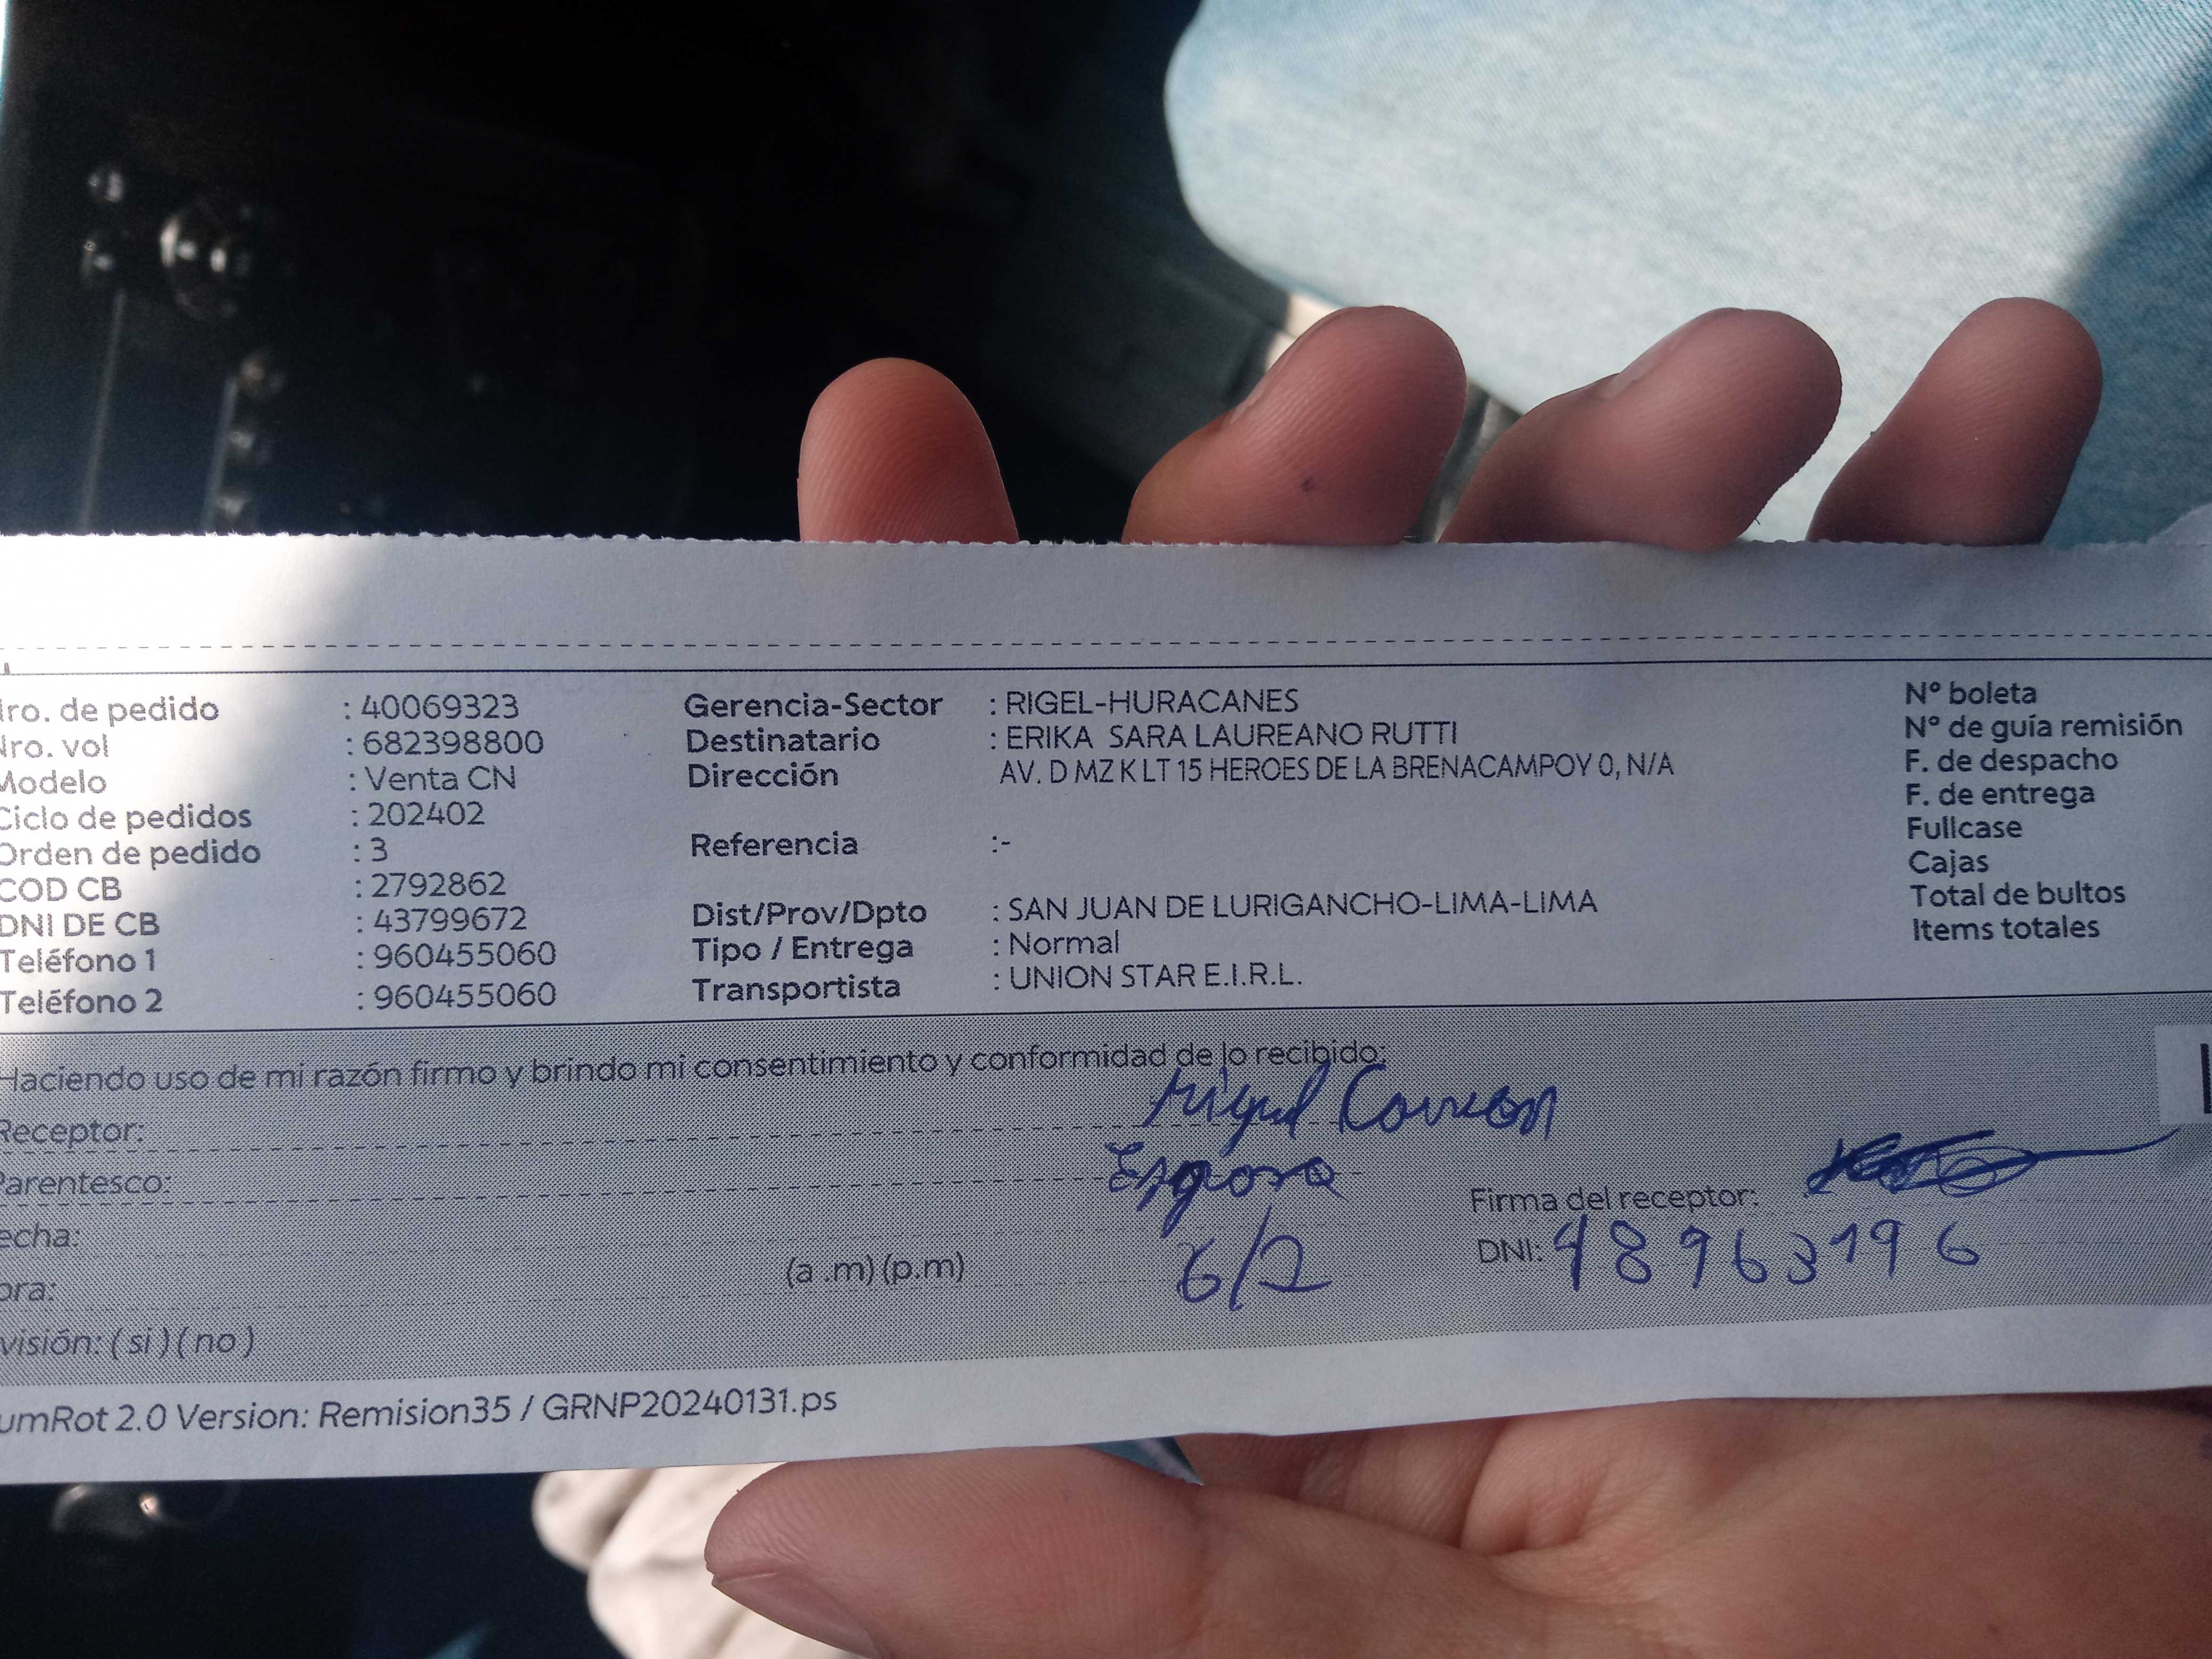 ro. de pedido : 40069323
Nro. vol : 682398800
Modelo : Venta CN
Ciclo de pedidos : 202402
Orden de pedido : 3
COD CB : 2792862
DNI DE CB : 43799672
Teléfono 1 : 960455060
Teléfono 2 : 960455060
Gerencia-Sector : RIGEL-HURACANES
Destinatario : ERIKA SARA LAUREANO RUTTI
Dirección AV. D MZ K LT 15 HEROES DE LA BRENACAMPOY 0, N/A
Referencia :-
Dist/Prov/Dpto : SAN JUAN DE LURIGANCHO-LIMA-LIMA
Tipo / Entrega : Normal
Transportista : UNION STAR E.I.R.L.
N° boleta
N° de guía remisión
F. de despacho
F. de entrega
Fullcase
Cajas
Total de bultos
Items totales
Haciendo uso de mi razón firmo y brindo mi consentimiento y conformidad de lo recibido:
Receptor: Miguel
Parentesco: Esposo
echa: 6/2
ora: (a .m) (p.m)
visión: ( si ) ( no )
Firma del receptor:
DNI: 48963196
umRot 2.0 Version: Remision35 / GRNP20240131.ps